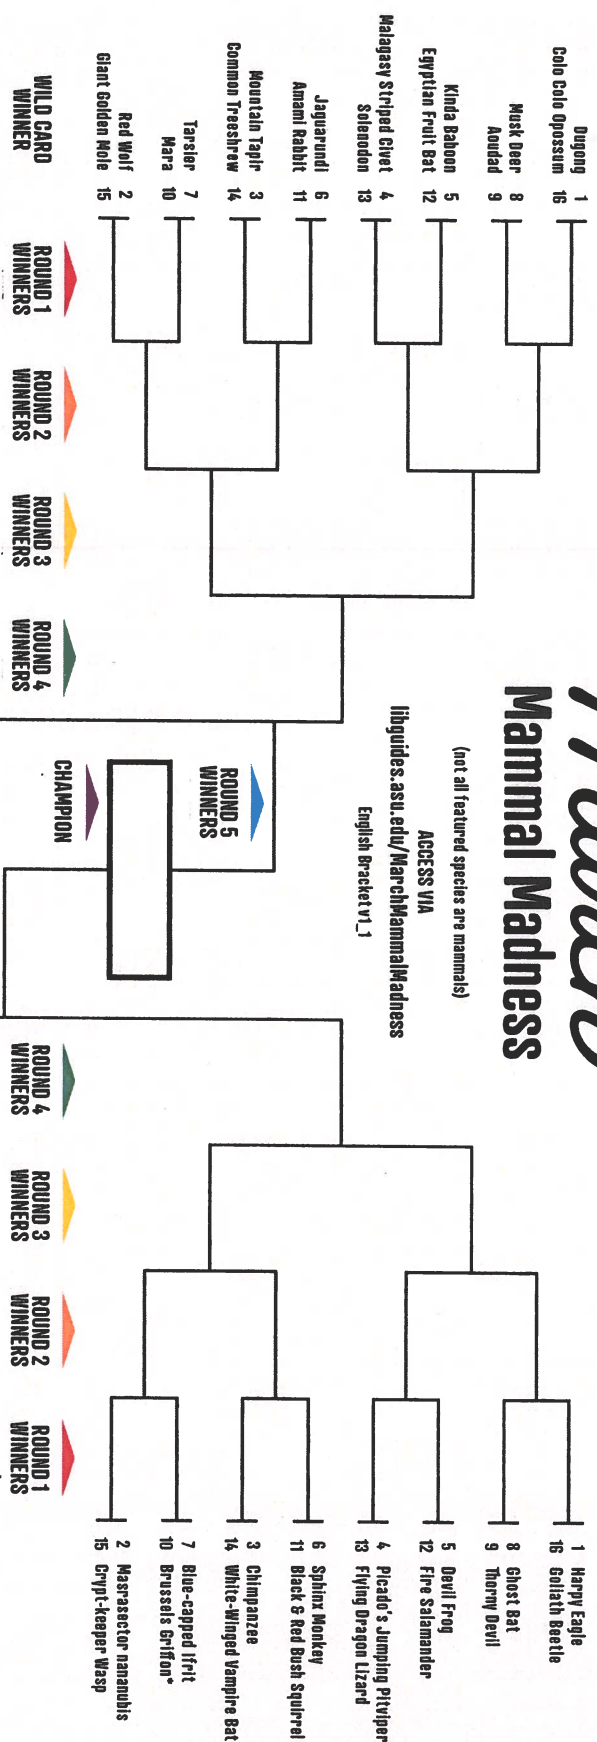 Mammal Madness
(not all featured species are mammals)
ACCESS VIA
libguides.asu.edu/MarchMammalMadness
English Bracket v1_1
Dugong 1
Colo Colo Opossum 16
Musk Deer 8
Aoudad 9
Kinda Baboon 5
Egyptian Fruit Bat 12
Malagasy Striped Civet 4
Solenodon 13
Jaguarundi 6
Amami Rabbit 11
Mountain Tapir 3
Common Treeshrew 14
Tarsier 7
Mara 10
Red Wolf 2
Giant Golden Mole 15
1 Harpy Eagle
16 Goliath Beetle
8 Ghost Bat
9 Thorny Devil
5 Devil Frog
12 Fire Salamander
4 Picado's Jumping Pitviper
13 Flying Dragon Lizard
6 Sphinx Monkey
11 Black & Red Bush Squirrel
3 Chimpanzee
14 White-Winged Vampire Bat
7 Blue-capped Ifrit
10 Brussels Griffon*
2 Masrasector nananubis
15 Crypt-keeper Wasp
ROUND 5
WINNERS
CHAMPION
WILD CARD
WINNER
ROUND 1
WINNERS
ROUND 2
WINNERS
ROUND 3
WINNERS
ROUND 4
WINNERS
ROUND 4
WINNERS
ROUND 3
WINNERS
ROUND 2
WINNERS
ROUND 1
WINNERS